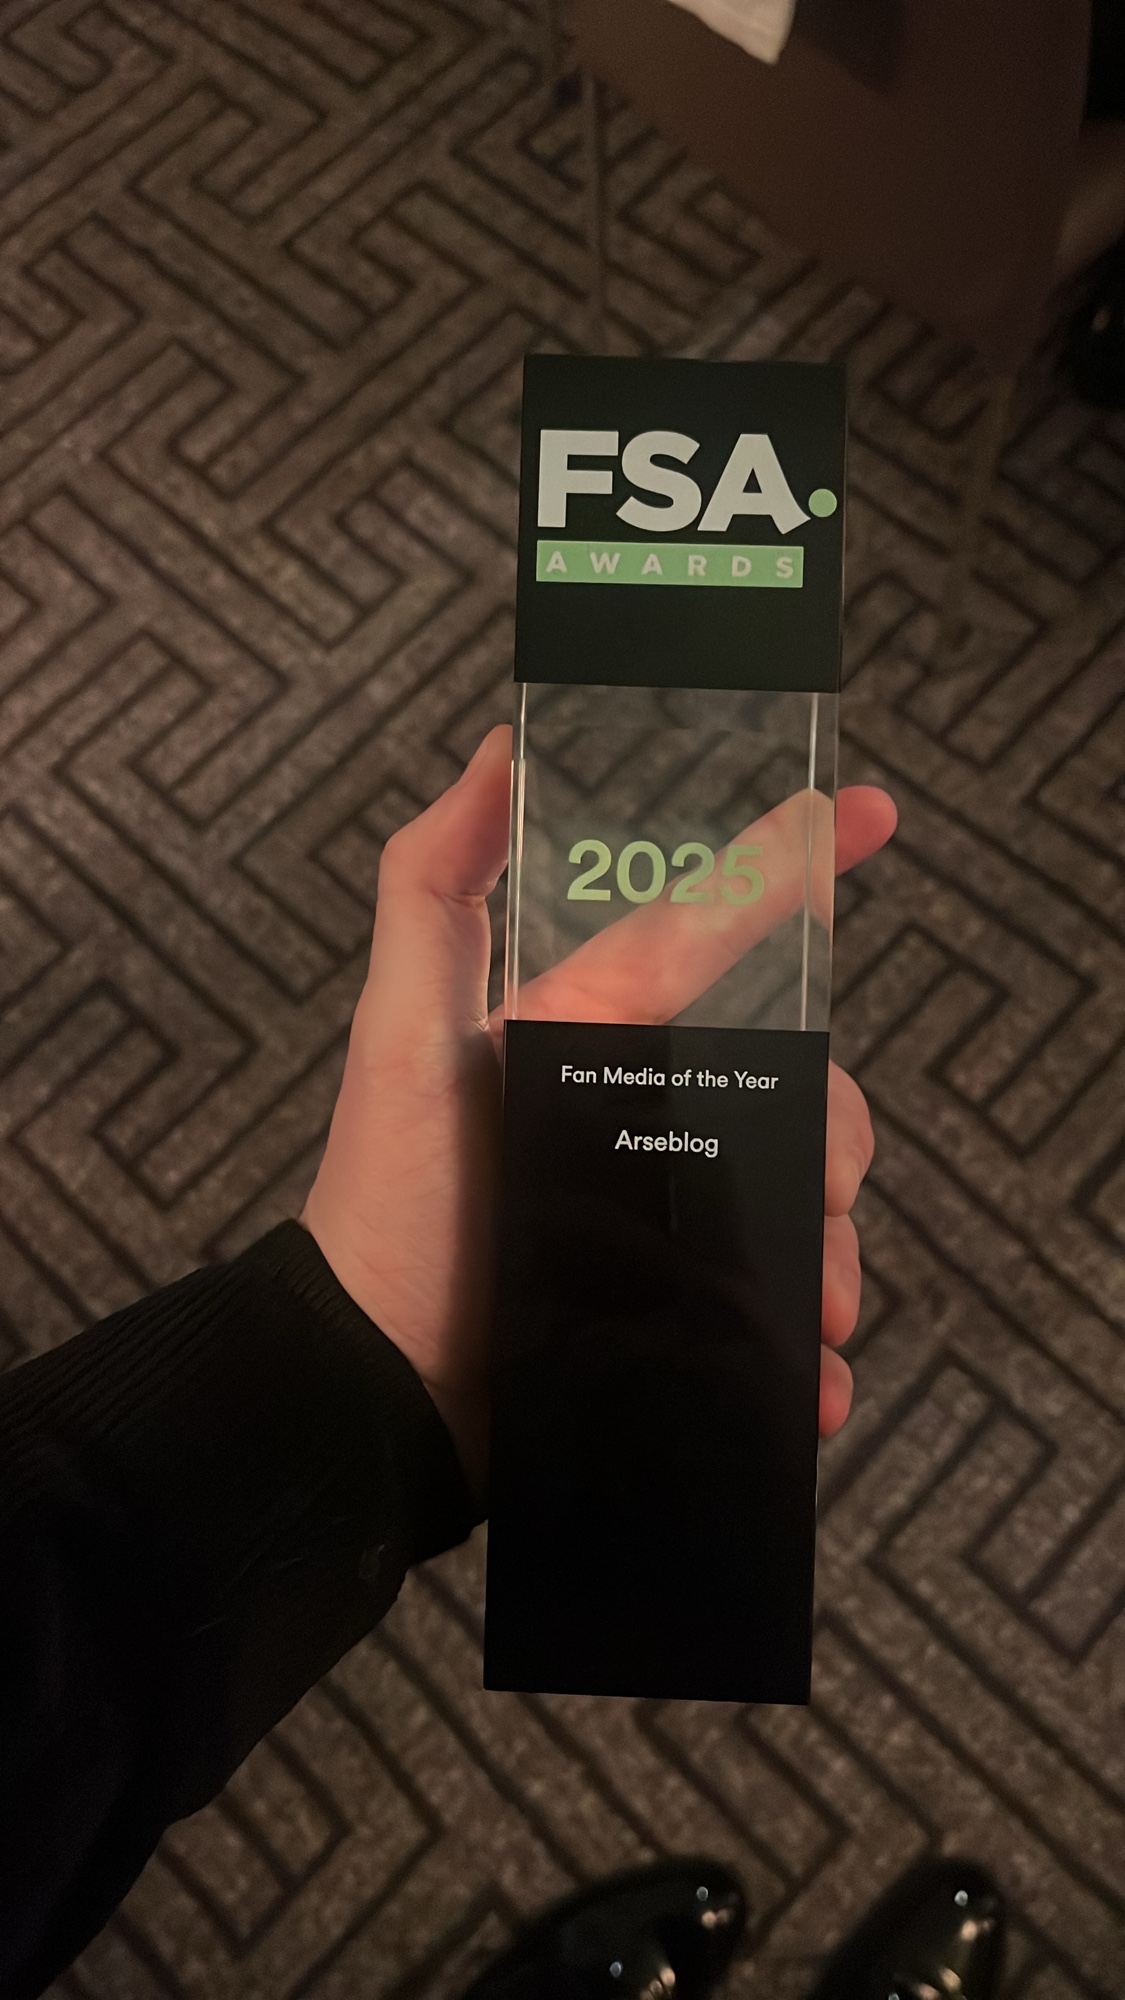 FSA.
AWARDS
2025
Fan Media of the Year
Arseblog